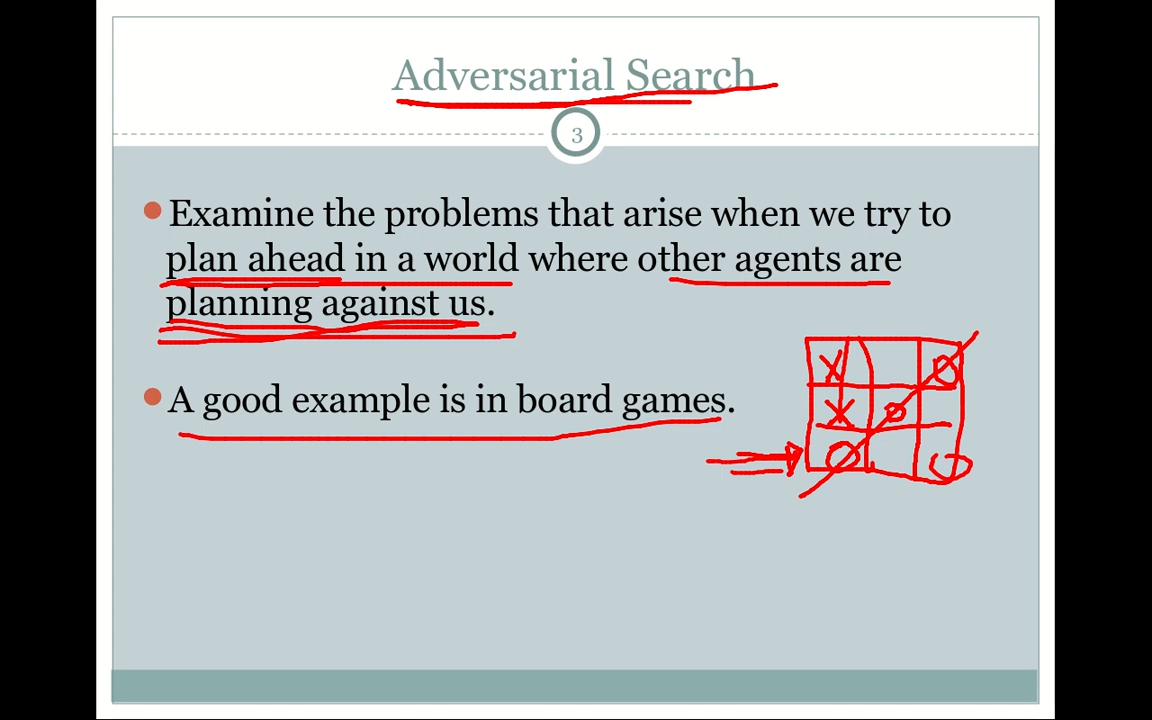 Adversarial Search
3
Examine the problems that arise when we try to
plan ahead in a world where other agents are
planning against us.
A good example is in board games.
X O
X O
O O